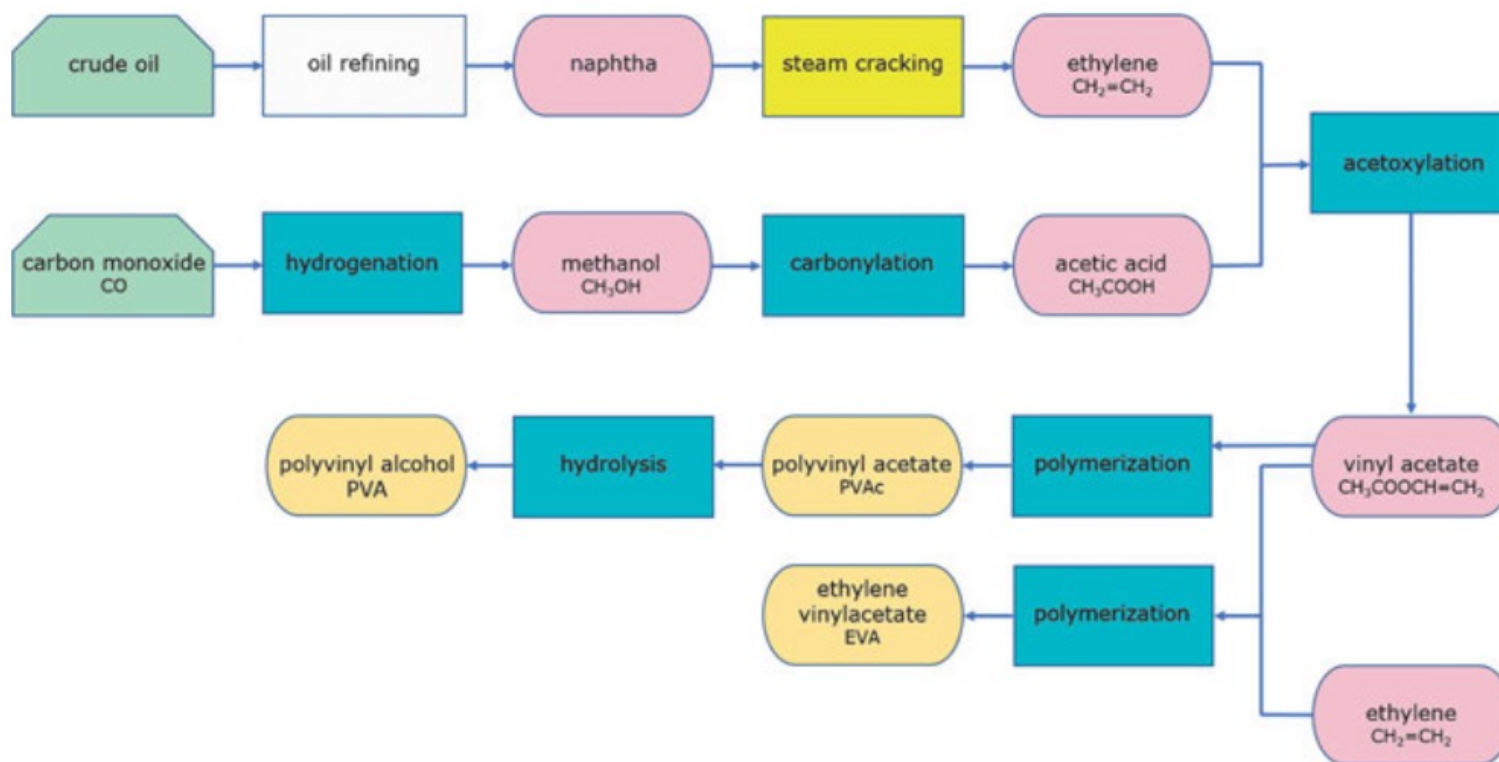 crude oil
oil refining
naphtha
steam cracking
ethylene
CH₂=CH₂
acetoxylation
carbon monoxide
CO
hydrogenation
methanol
CH₃OH
carbonylation
acetic acid
CH₃COOH
polyvinyl alcohol
PVA
hydrolysis
polyvinyl acetate
PVAc
polymerization
vinyl acetate
CH₃COOCH=CH₂
ethylene
vinylacetate
EVA
polymerization
ethylene
CH₂=CH₂